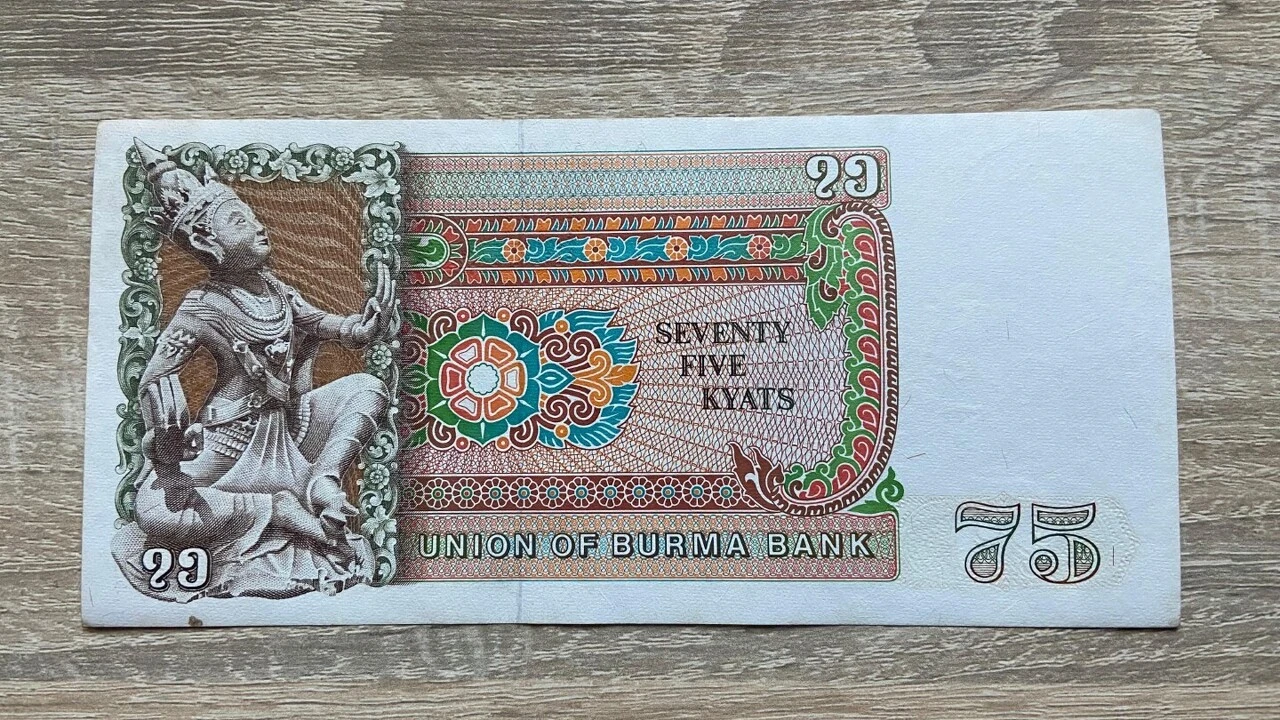 ၇၅
SEVENTY
FIVE
KYATS
UNION OF BURMA BANK
75
၇၅